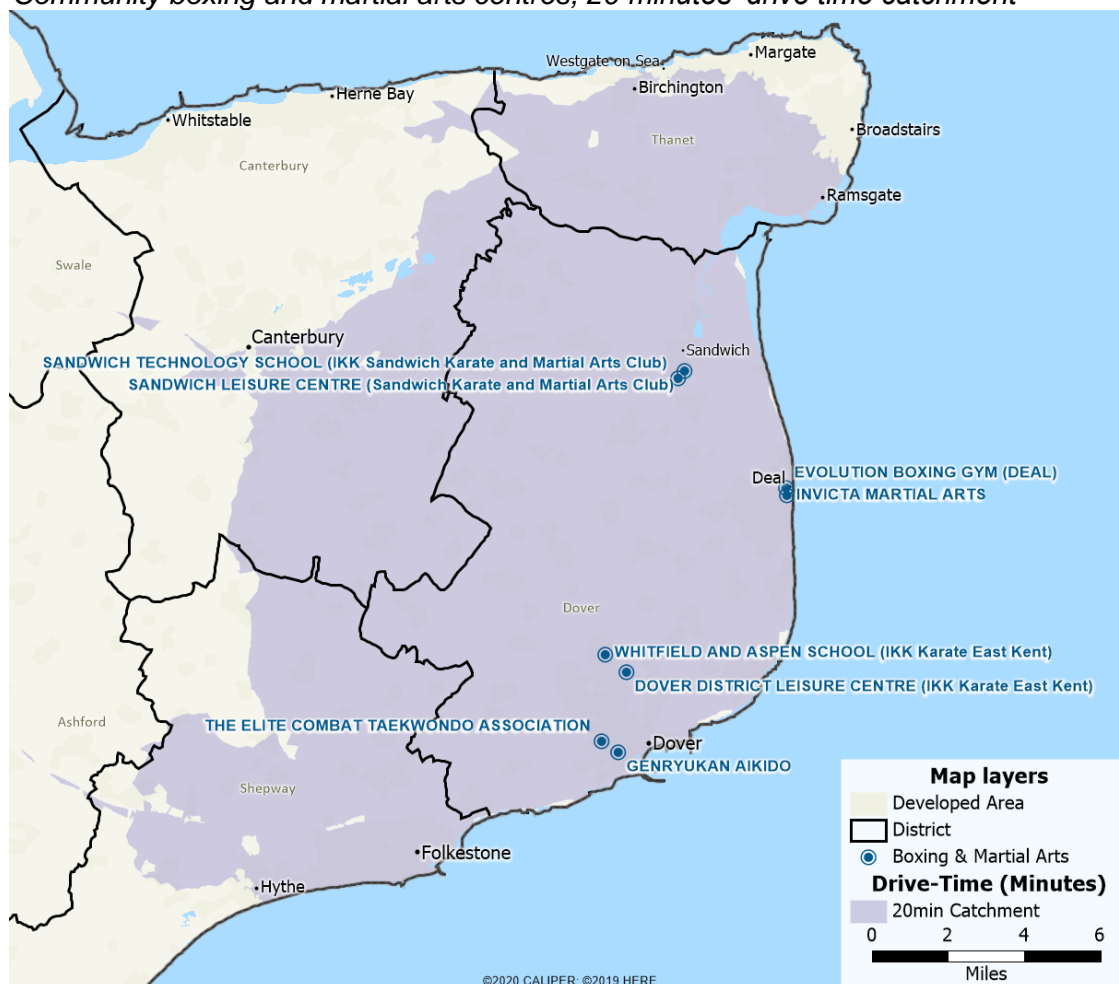 Community boxing and martial arts centres, 20 minutes' drive time catchment
Margate
Westgate on Sea
Birchington
Herne Bay
Whitstable
Broadstairs
Thanet
Canterbury
Ramsgate
Swale
Canterbury
Sandwich
SANDWICH TECHNOLOGY SCHOOL (IKK Sandwich Karate and Martial Arts Club)
SANDWICH LEISURE CENTRE (Sandwich Karate and Martial Arts Club)
EVOLUTION BOXING GYM (DEAL)
Deal
INVICTA MARTIAL ARTS
Dover
WHITFIELD AND ASPEN SCHOOL (IKK Karate East Kent)
DOVER DISTRICT LEISURE CENTRE (IKK Karate East Kent)
Ashford
THE ELITE COMBAT TAEKWONDO ASSOCIATION
Dover
GENRYUKAN AIKIDO
Shepway
Folkestone
Hythe
Map layers
Developed Area
District
Boxing & Martial Arts
Drive-Time (Minutes)
20min Catchment
0 2 4 6
Miles
©2020 CALIPER; ©2019 HERE